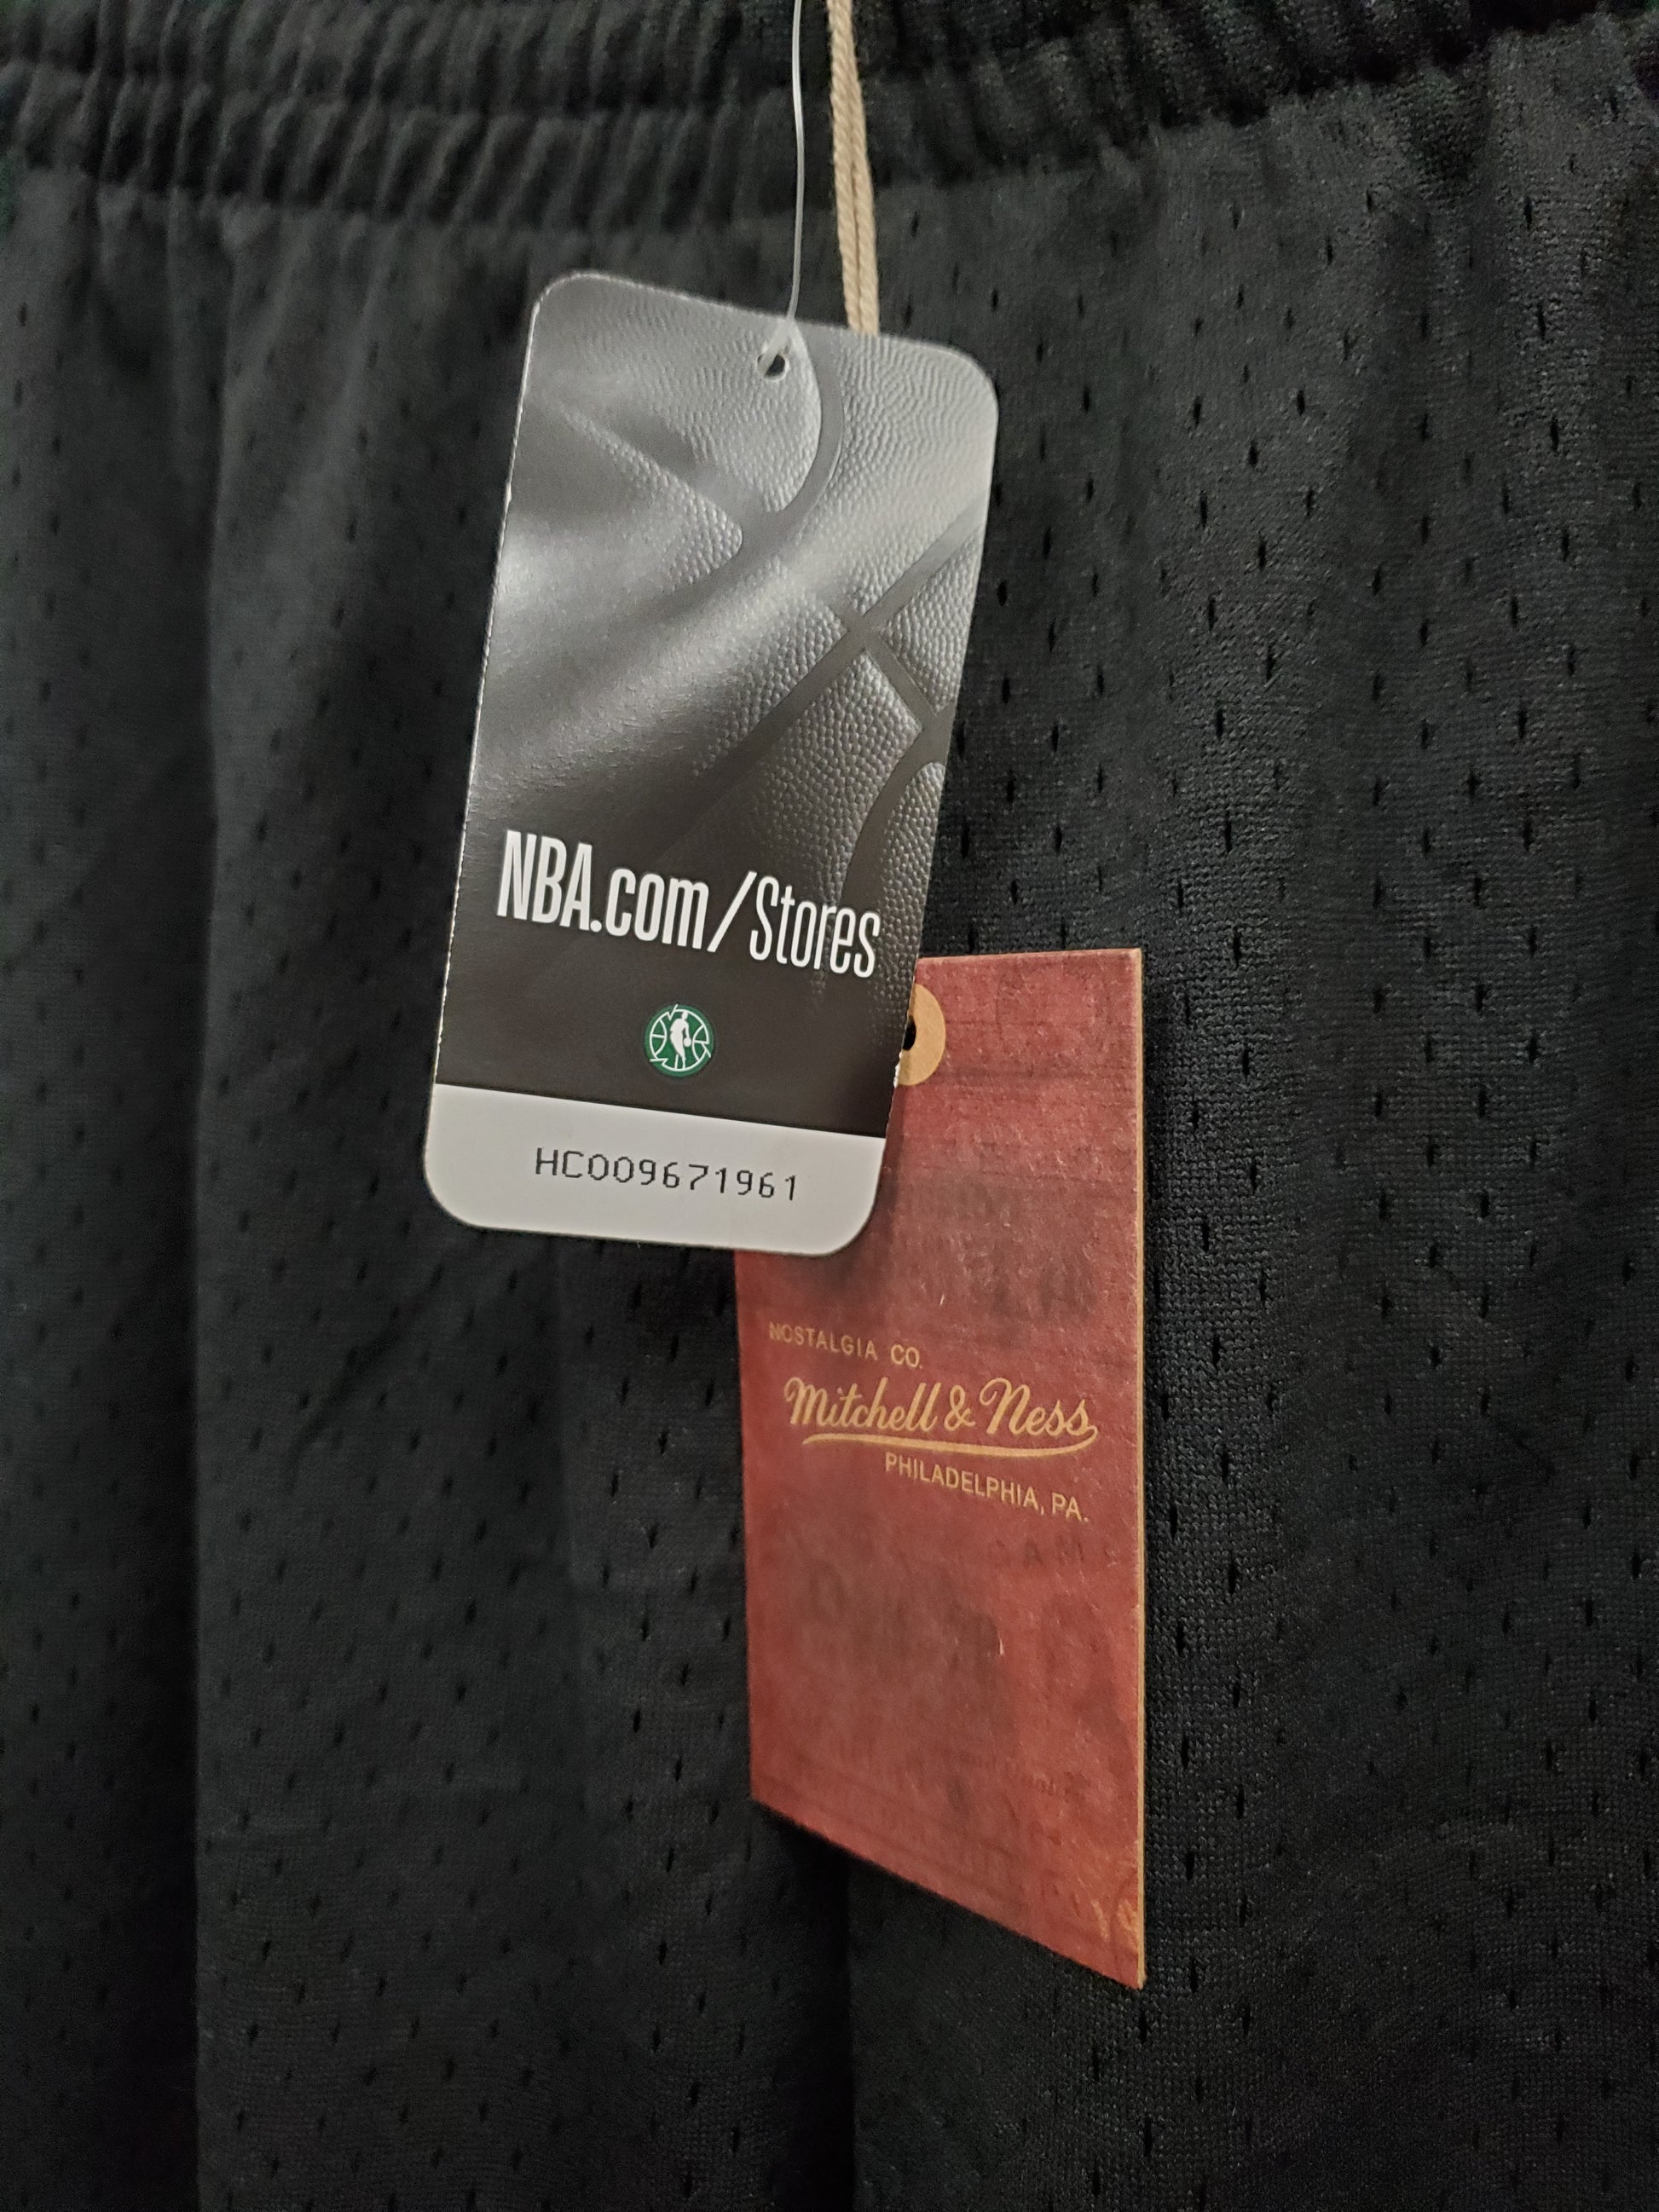 NBA.com/Stores
HC009671961
NOSTALGIA CO.
Mitchell & Ness
PHILADELPHIA, PA.